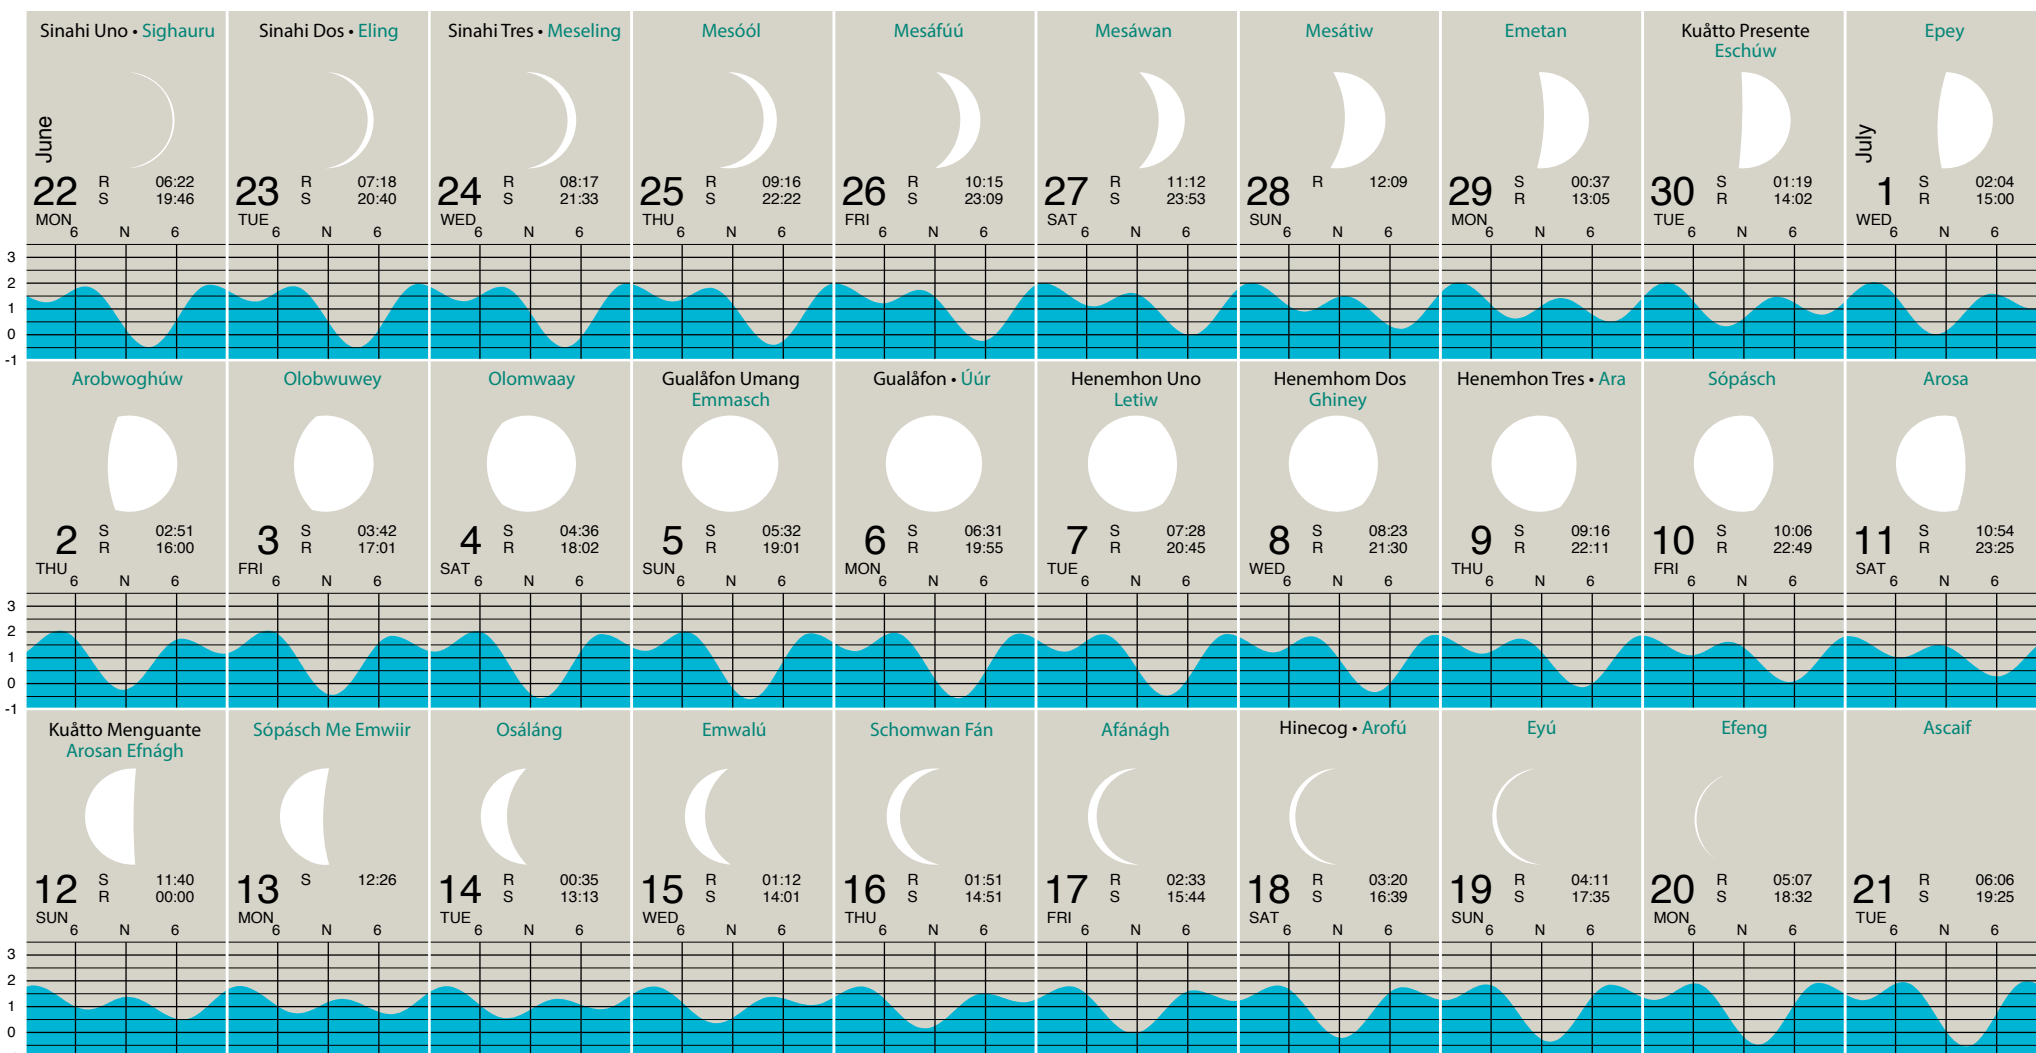 Sinahi Uno • Sighauru
June
22 R 06:22
S 19:46
MON
6 N 6
Sinahi Dos • Eling
23 R 07:18
S 20:40
TUE
6 N 6
Sinahi Tres • Meseling
24 R 08:17
S 21:33
WED
6 N 6
Mesóól
25 R 09:16
S 22:22
THU
6 N 6
Mesáfúú
26 R 10:15
S 23:09
FRI
6 N 6
Mesáwan
27 R 11:12
S 23:53
SAT
6 N 6
Mesátiw
28 R 12:09
SUN
6 N 6
Emetan
29 S 00:37
R 13:05
MON
6 N 6
Kuåtto Presente
Eschúw
30 S 01:19
R 14:02
TUE
6 N 6
Epey
July
1 S 02:04
R 15:00
WED
6 N 6
3
2
1
0
-1
Arobwoghúw
2 S 02:51
R 16:00
THU
6 N 6
Olobwuwey
3 S 03:42
R 17:01
FRI
6 N 6
Olomwaay
4 S 04:36
R 18:02
SAT
6 N 6
Gualåfon Umang
Emmasch
5 S 05:32
R 19:01
SUN
6 N 6
Gualåfon • Úúr
6 S 06:31
R 19:55
MON
6 N 6
Henemhon Uno
Letiw
7 S 07:28
R 20:45
TUE
6 N 6
Henemhom Dos
Ghiney
8 S 08:23
R 21:30
WED
6 N 6
Henemhon Tres • Ara
9 S 09:16
R 22:11
THU
6 N 6
Sópásch
10 S 10:06
R 22:49
FRI
6 N 6
Arosa
11 S 10:54
R 23:25
SAT
6 N 6
3
2
1
0
-1
Kuåtto Menguante
Arosan Efnágh
12 S 11:40
R 00:00
SUN
6 N 6
Sópásch Me Emwiir
13 S 12:26
MON
6 N 6
Osáláng
14 R 00:35
S 13:13
TUE
6 N 6
Emwalú
15 R 01:12
S 14:01
WED
6 N 6
Schomwan Fán
16 R 01:51
S 14:51
THU
6 N 6
Afánágh
17 R 02:33
S 15:44
FRI
6 N 6
Hinecog • Arofú
18 R 03:20
S 16:39
SAT
6 N 6
Eyú
19 R 04:11
S 17:35
SUN
6 N 6
Efeng
20 R 05:07
S 18:32
MON
6 N 6
Ascaif
21 R 06:06
S 19:25
TUE
6 N 6
3
2
1
0